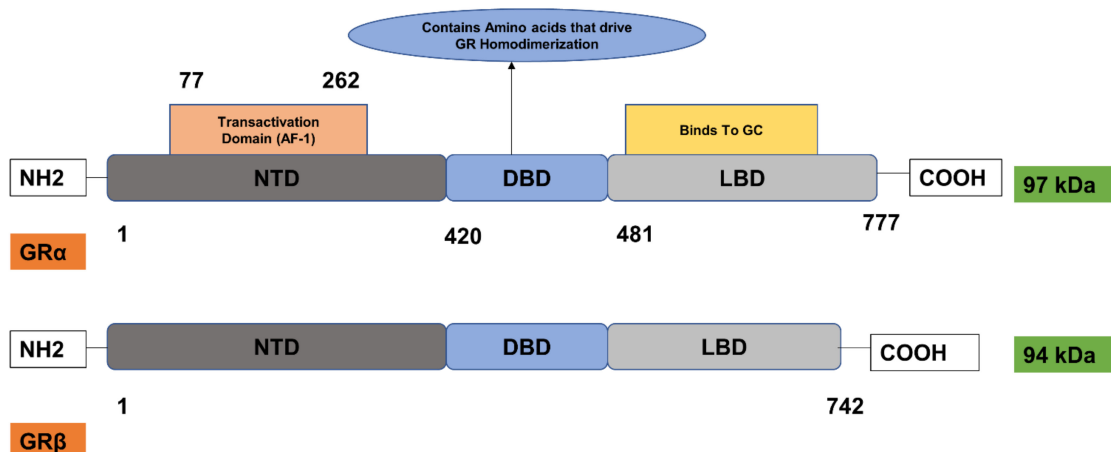 Contains Amino acids that drive
GR Homodimerization
77
262
Transactivation
Domain (AF-1)
Binds To GC
NH2
NTD
DBD
LBD
COOH
97 kDa
1
420
481
777
GRα
NH2
NTD
DBD
LBD
COOH
94 kDa
1
742
GRβ